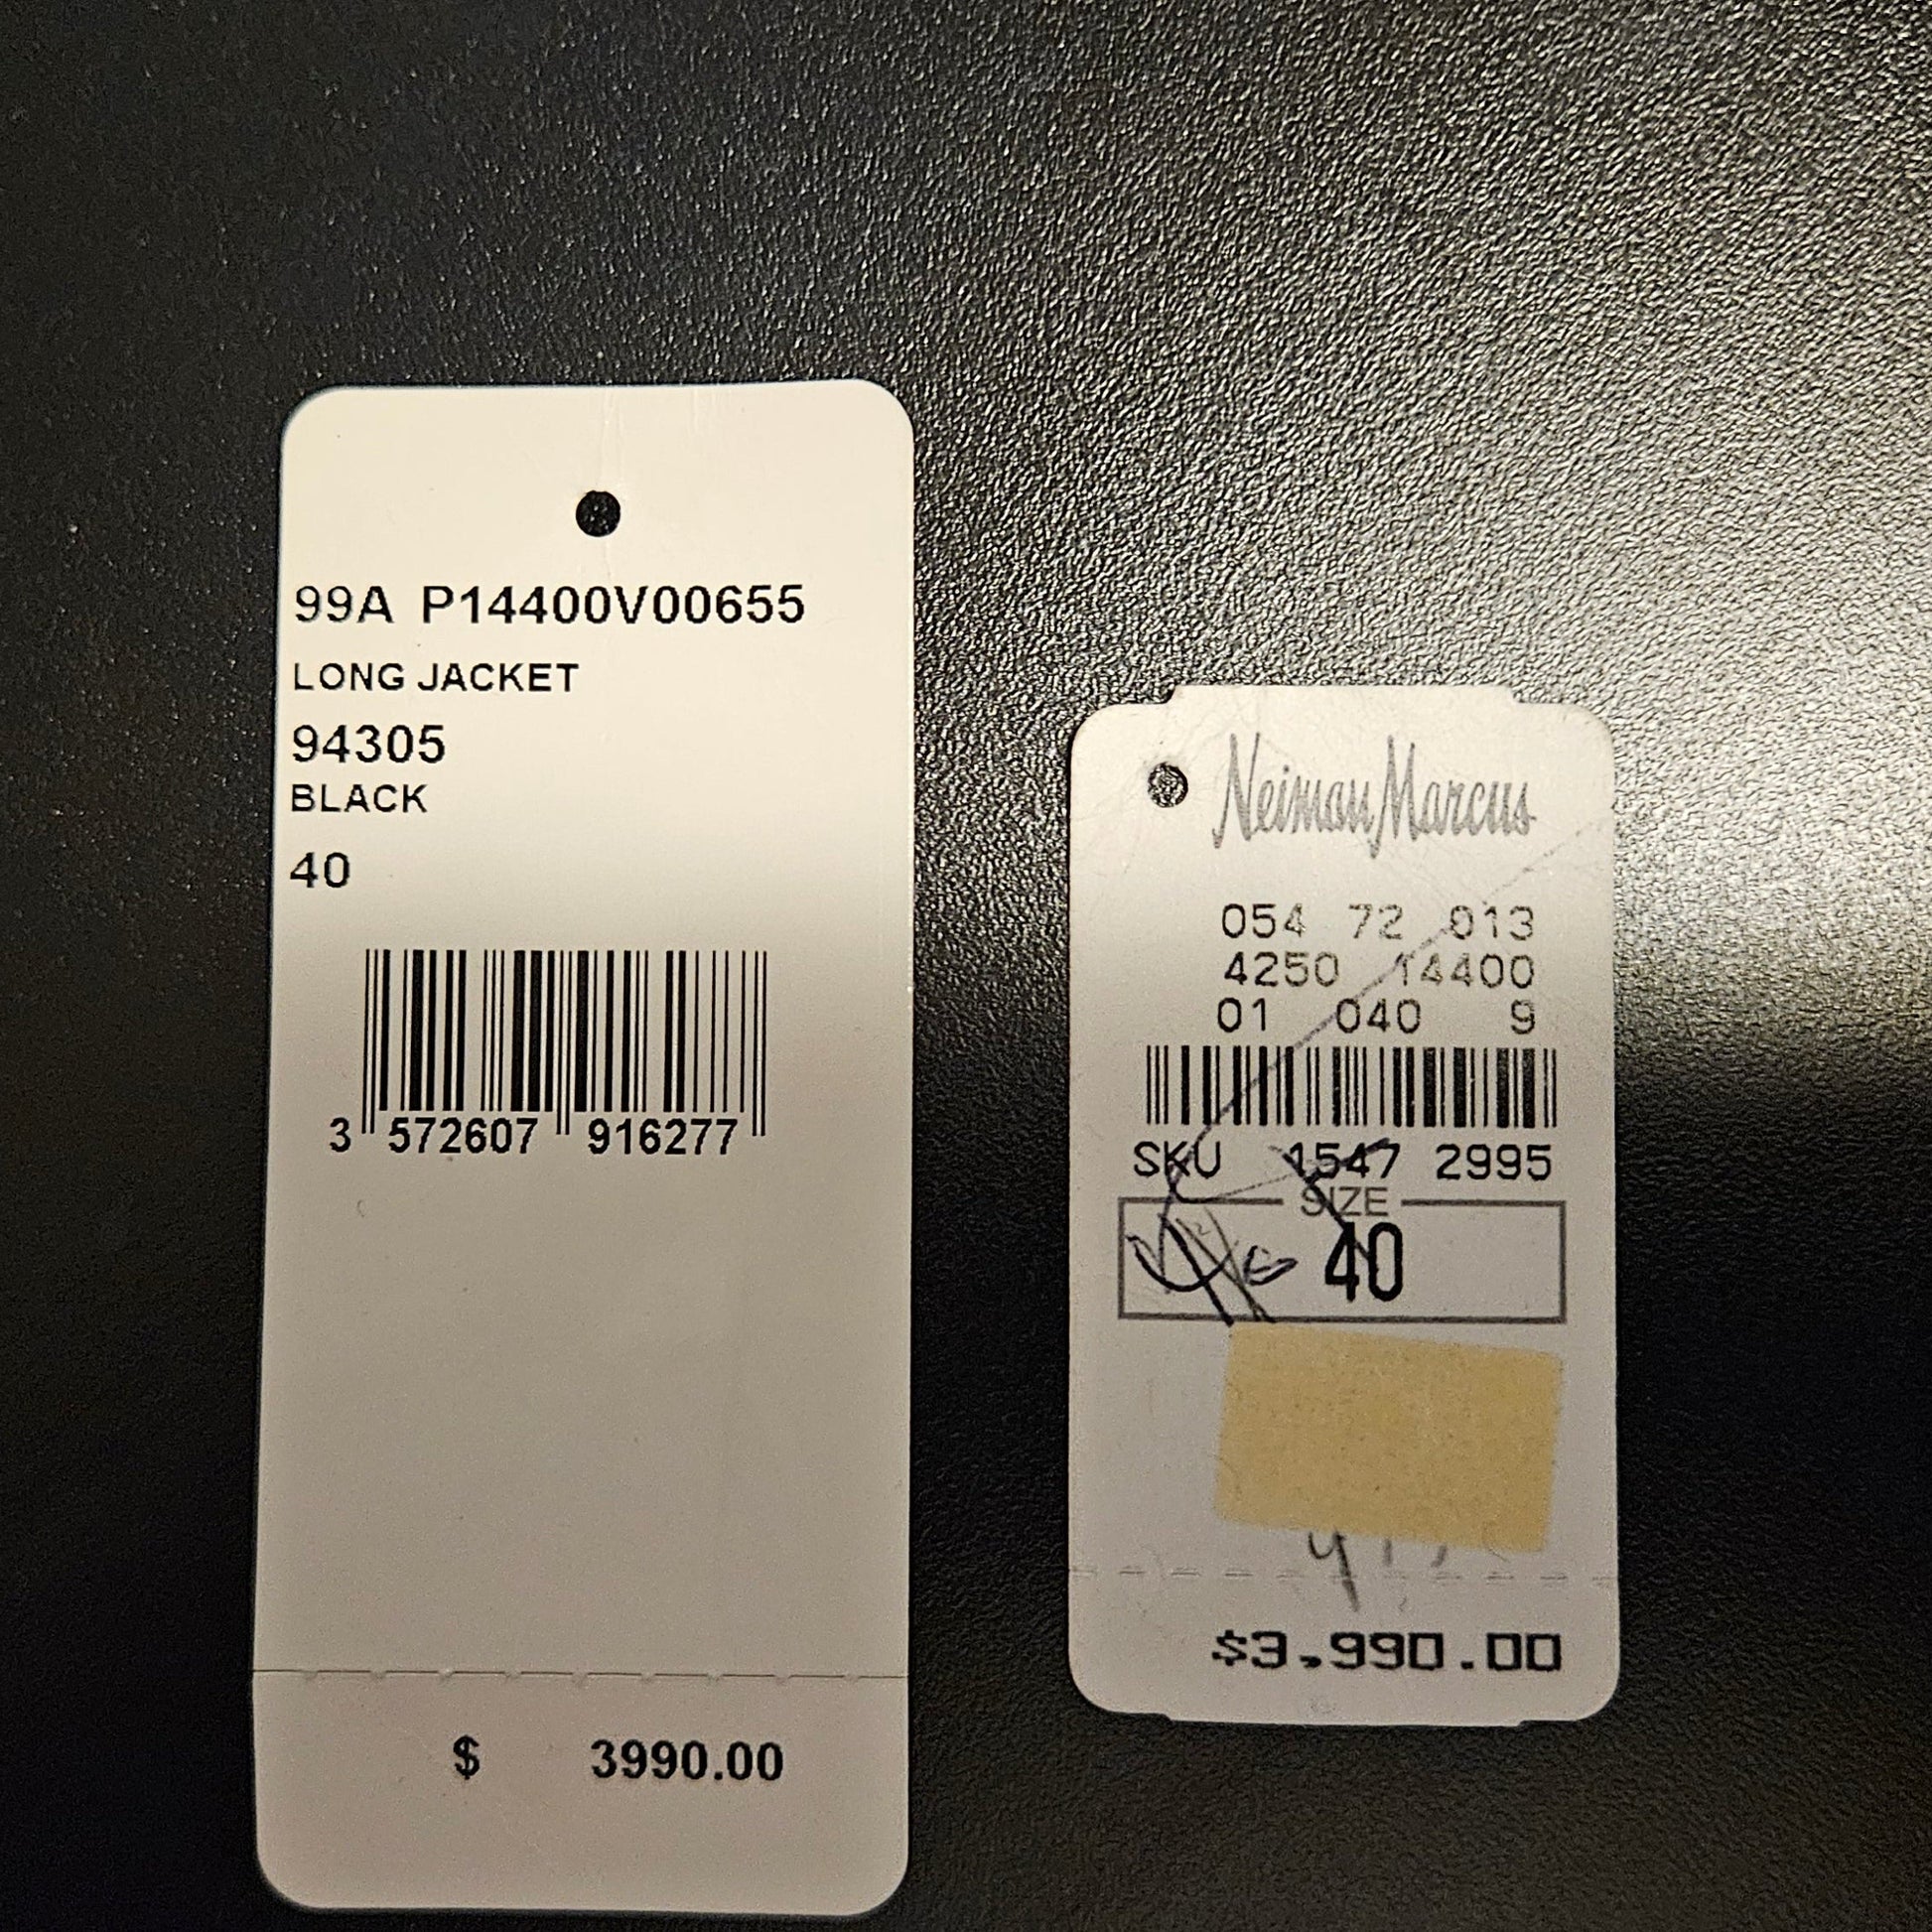 99A P14400V00655
LONG JACKET
94305
BLACK
40
3 572607 916277
$ 3990.00
Neiman Marcus
054 72 013
4250 14400
01 040 9
SKU 1547 2995
SIZE
40
$3,990.00